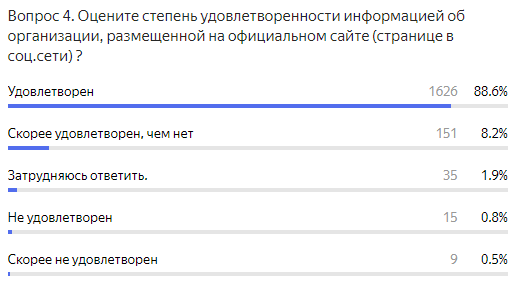 Вопрос 4. Оцените степень удовлетворенности информацией об
организации, размещенной на официальном сайте (странице в
соц.сети) ?
Удовлетворен 1626 88.6%
Скорее удовлетворен, чем нет 151 8.2%
Затрудняюсь ответить. 35 1.9%
Не удовлетворен 15 0.8%
Скорее не удовлетворен 9 0.5%